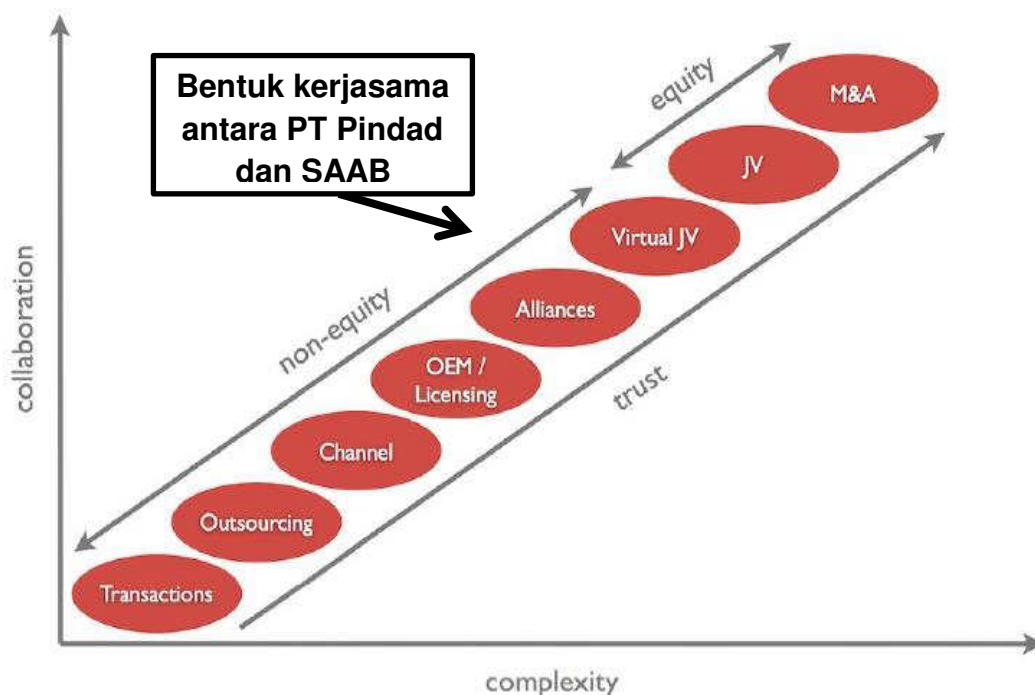 Bentuk kerjasama
antara PT Pindad
dan SAAB
equity
M&A
JV
Virtual JV
non-equity
Alliances
trust
OEM /
Licensing
Channel
Outsourcing
Transactions
collaboration
complexity